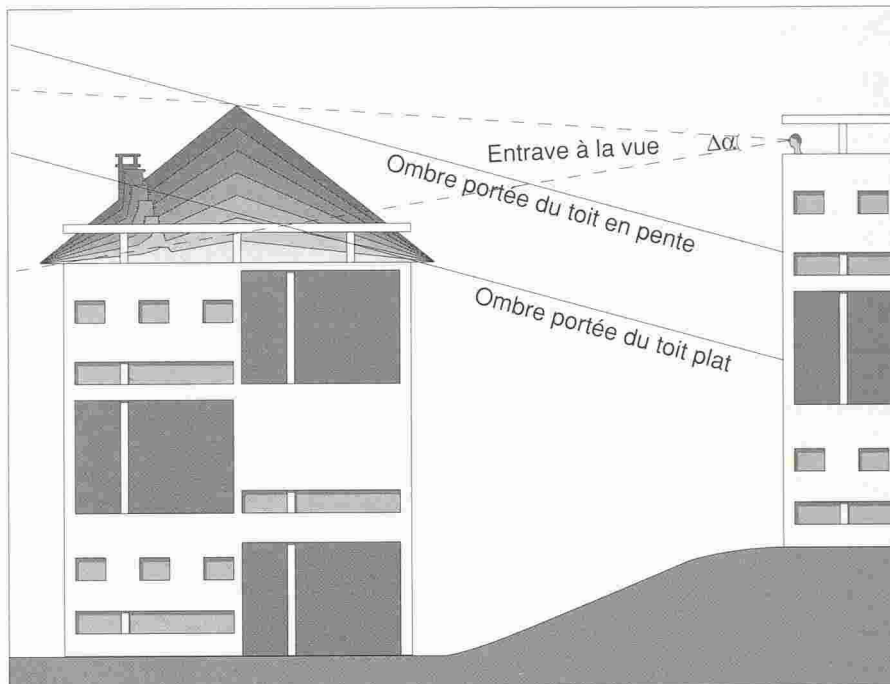 Entrave à la vue
Δα
Ombre portée du toit en pente
Ombre portée du toit plat